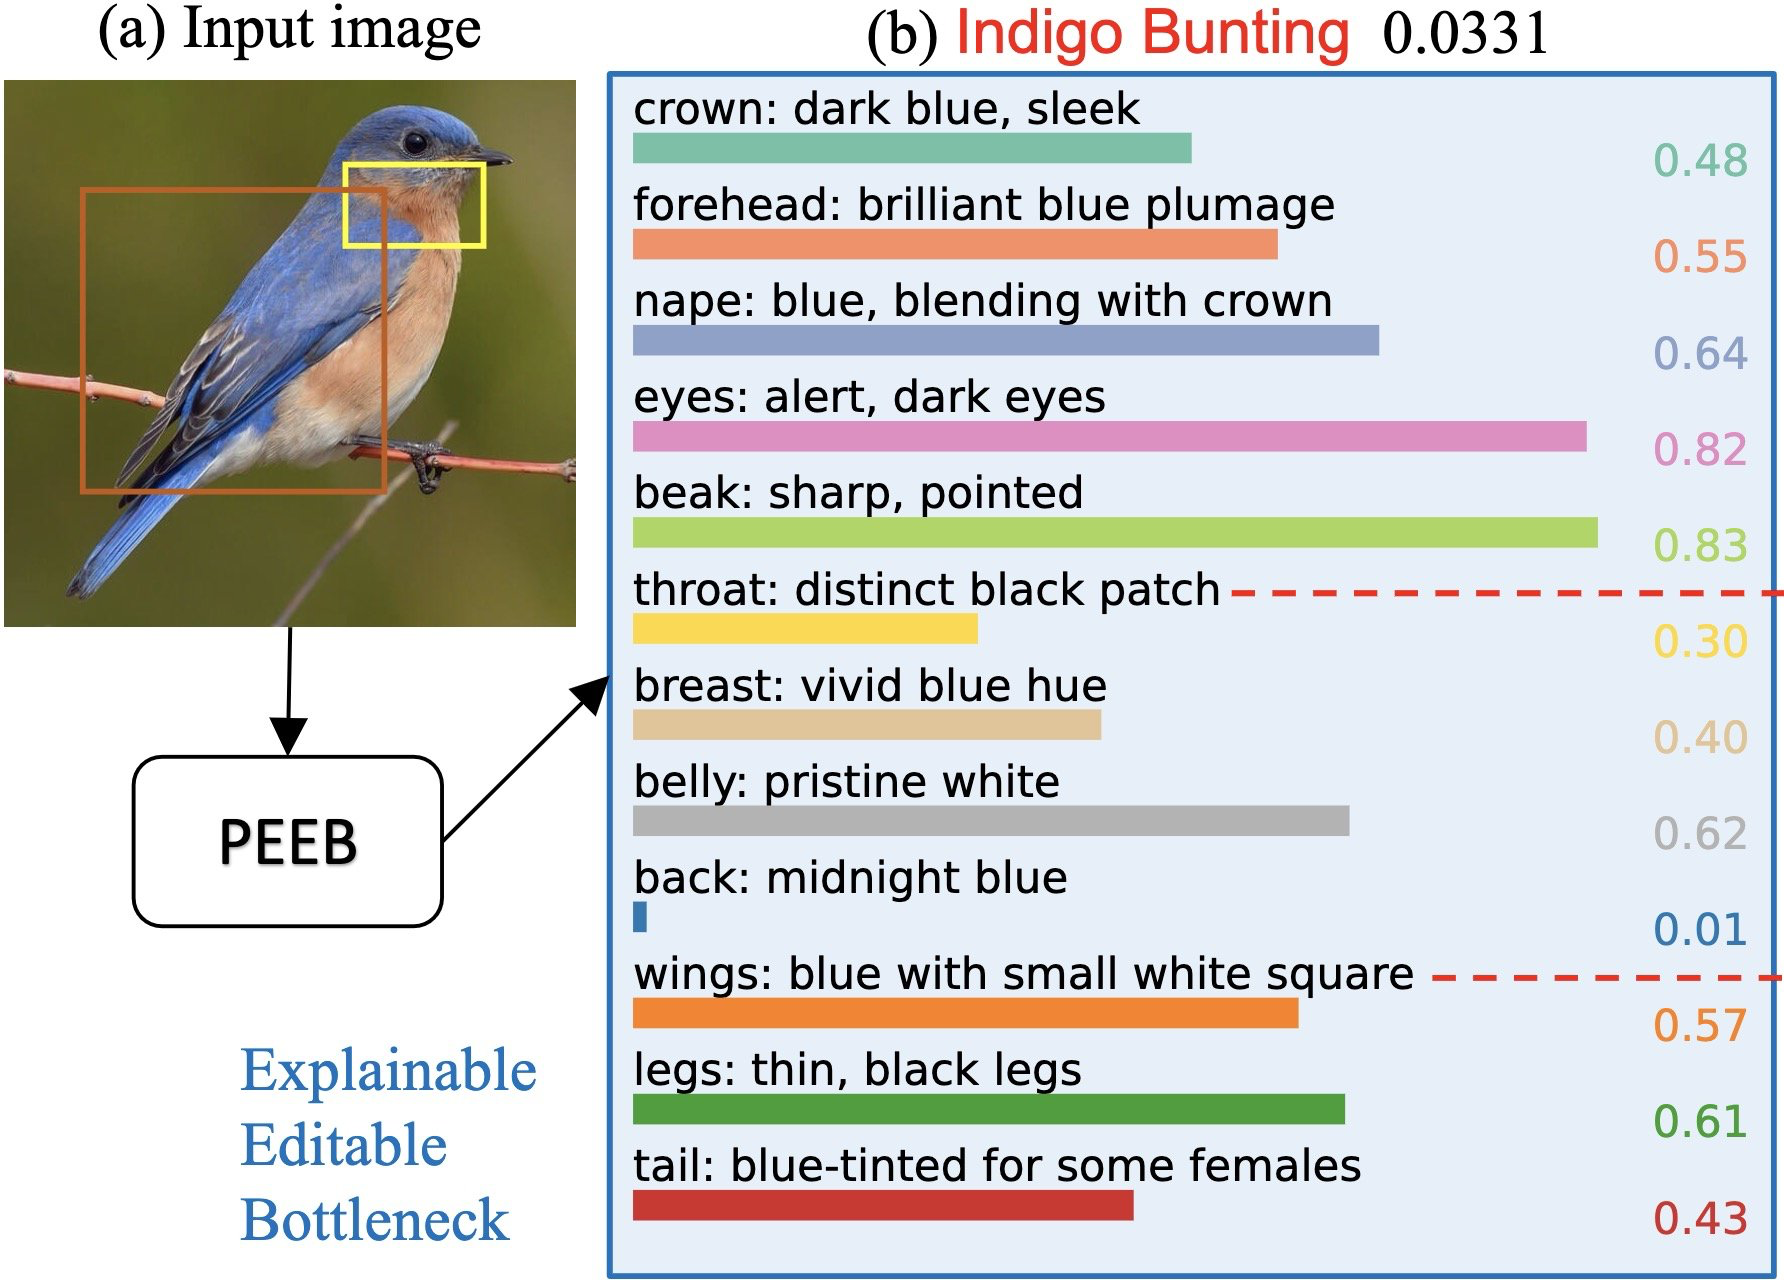 (a) Input image
(b) Indigo Bunting 0.0331
crown: dark blue, sleek
0.48
forehead: brilliant blue plumage
0.55
nape: blue, blending with crown
0.64
eyes: alert, dark eyes
0.82
beak: sharp, pointed
0.83
throat: distinct black patch
0.30
breast: vivid blue hue
0.40
belly: pristine white
0.62
back: midnight blue
0.01
wings: blue with small white square
0.57
legs: thin, black legs
0.61
tail: blue-tinted for some females
0.43
PEEB
Explainable
Editable
Bottleneck